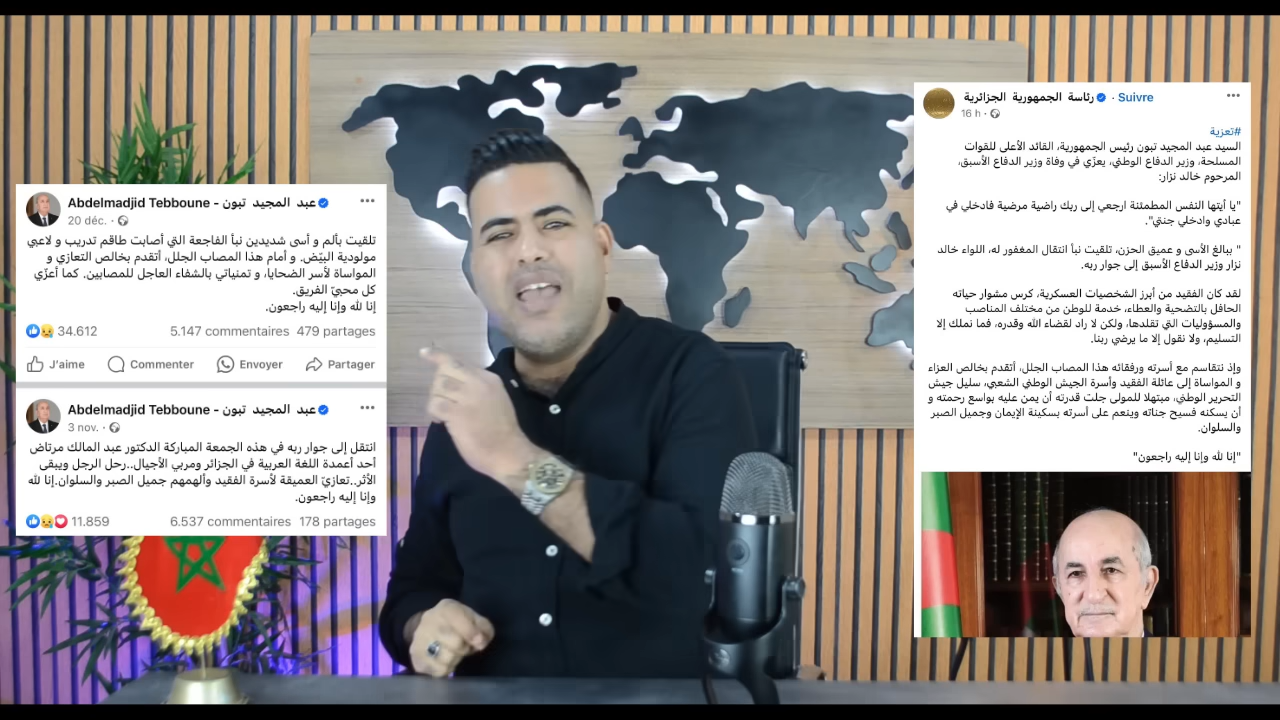 Abdelmadjid Tebboune - عبد المجيد تبون
20 déc. ·
تلقيت بألم و أسى شديدين نبأ الفاجعة التي أصابت طاقم تدريب و لاعبي
مولودية البيّض. و أمام هذا المصاب الجلل، أتقدم بخالص التعازي و
المواساة لأسر الضحايا، و تمنياتي بالشفاء العاجل للمصابين. كما أعزّي
كل محبيّ الفريق.
إنا لله وإنا إليه راجعون.
34.612
5.147 commentaires 479 partages
J'aime Commenter Envoyer Partager
Abdelmadjid Tebboune - عبد المجيد تبون
3 nov. ·
انتقل إلى جوار ربه في هذه الجمعة المباركة الدكتور عبد المالك مرتاض
أحد أعمدة اللغة العربية في الجزائر ومربي الأجيال..رحل الرجل ويبقى
الأثر..تعازيّ العميقة لأسرة الفقيد وألهمهم جميل الصبر والسلوان.إنا لله
وإنا إليه راجعون.
11.859
6.537 commentaires 178 partages
رئاسة الجمهورية الجزائرية · Suivre
16 h ·
#تعزية
السيد عبد المجيد تبون رئيس الجمهورية، القائد الأعلى للقوات
المسلحة، وزير الدفاع الوطني، يعزّي في وفاة وزير الدفاع الأسبق،
المرحوم خالد نزار:
"يا أيتها النفس المطمئنة ارجعي إلى ربك راضية مرضية فادخلي في
عبادي وادخلي جنتي".
" ببالغ الأسى و عميق الحزن، تلقيت نبأ انتقال المغفور له، اللواء خالد
نزار وزير الدفاع الأسبق إلى جوار ربه.
لقد كان الفقيد من أبرز الشخصيات العسكرية، كرس مشوار حياته
الحافل بالتضحية والعطاء، خدمة للوطن من مختلف المناصب
والمسؤوليات التي تقلدها، ولكن لا راد لقضاء الله وقدره، فما نملك إلا
التسليم، ولا نقول إلا ما يرضي ربنا.
وإذ نتقاسم مع أسرته ورفقائه هذا المصاب الجلل، أتقدم بخالص العزاء
و المواساة إلى عائلة الفقيد وأسرة الجيش الوطني الشعبي، سليل جيش
التحرير الوطني، مبتهلا للمولى جلت قدرته أن يمن عليه بواسع رحمته و
أن يسكنه فسيح جناته وينعم على أسرته بسكينة الإيمان وجميل الصبر
والسلوان.
"إنا لله وإنا إليه راجعون"